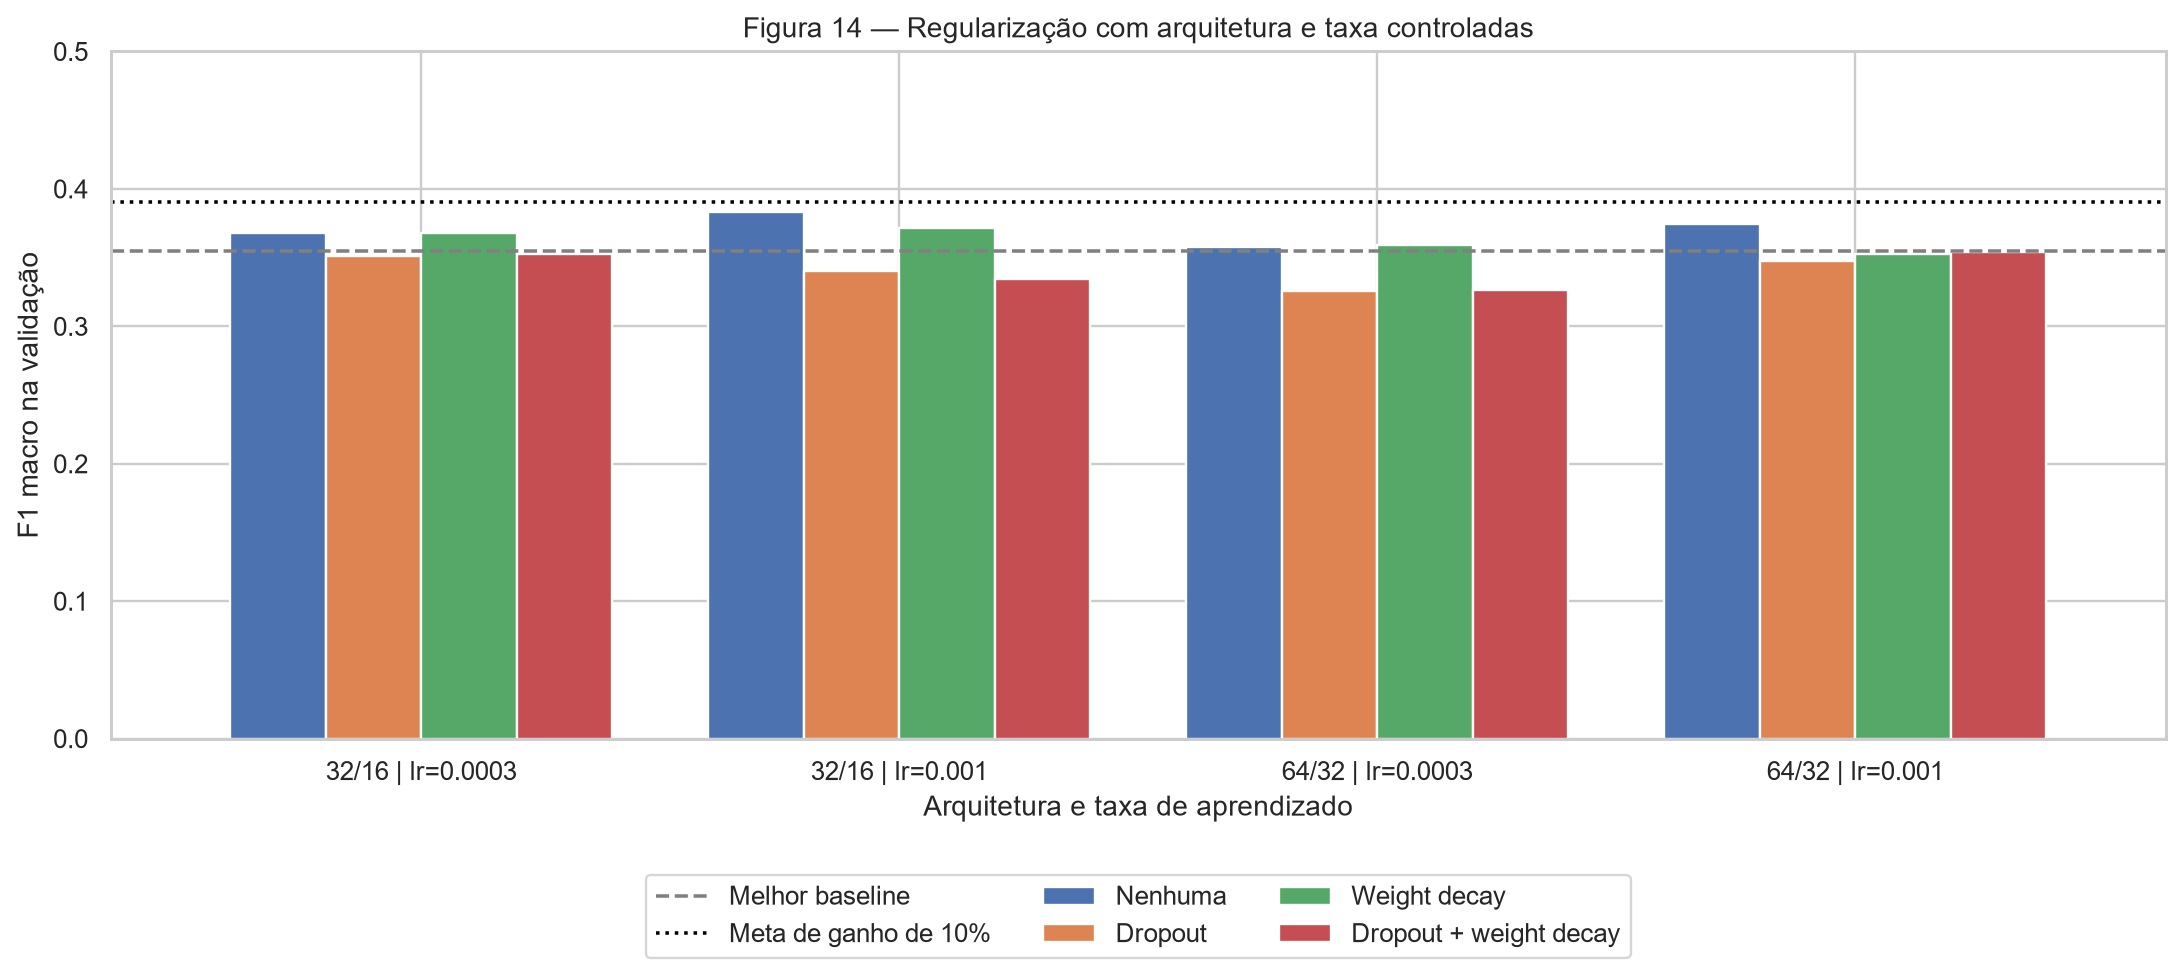 Figura 14 — Regularização com arquitetura e taxa controladas
F1 macro na validação
0.5
0.4
0.3
0.2
0.1
0.0
32/16 | lr=0.0003
32/16 | lr=0.001
64/32 | lr=0.0003
64/32 | lr=0.001
Arquitetura e taxa de aprendizado
Melhor baseline
Meta de ganho de 10%
Nenhuma
Dropout
Weight decay
Dropout + weight decay